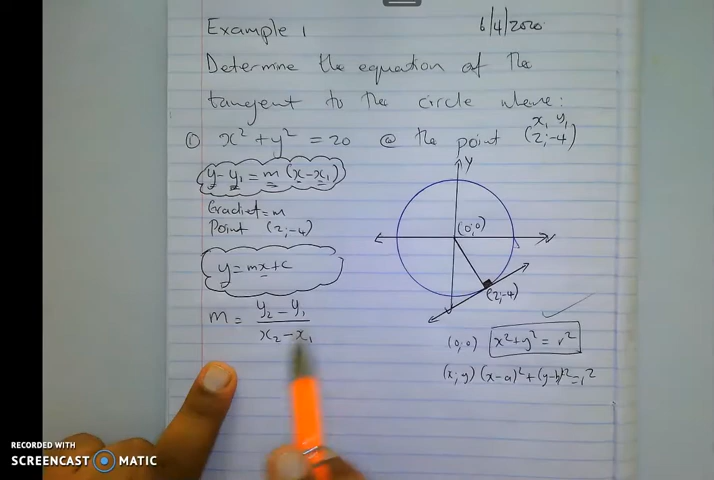 Example 1 6/4/2020
Determine the equation of the
tangent to the circle where:
x₁ y₁
① x² + y² = 20 @ the point (2;-4)
y - y₁ = m (x - x₁)
Gradiet = m
Point (2;-4)
y = mx + c
m = y₂ - y₁ / x₂ - x₁
y
(0;0)
(2;-4)
(0;0) x² + y² = r² ✓
(x;y) (x-a)² + (y-b)² = r²
RECORDED WITH
SCREENCAST MATIC